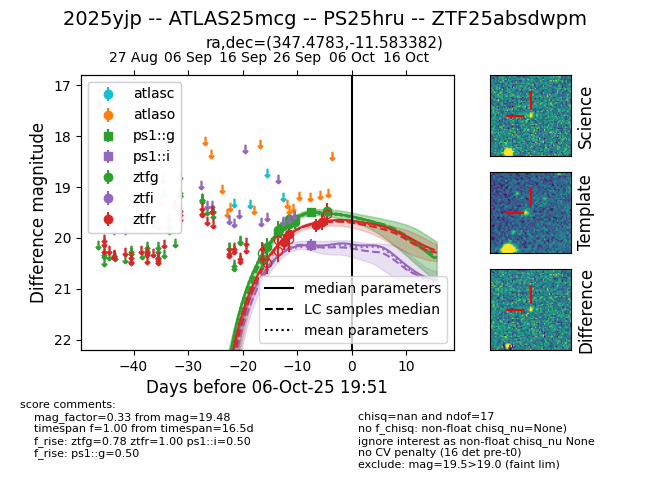 2025yjp -- ATLAS25mcg -- PS25hru -- ZTF25absdwpm
ra,dec=(347.4783,-11.583382)
27 Aug 06 Sep 16 Sep 26 Sep 06 Oct 16 Oct
17
18
19
20
21
22
Difference magnitude
atlasc
atlaso
ps1::g
ps1::i
ztfg
ztfi
ztfr
median parameters
LC samples median
mean parameters
−40 −30 −20 −10 0 10
Days before 06-Oct-25 19:51
Science
Template
Difference
score comments:
mag_factor=0.33 from mag=19.48
timespan f=1.00 from timespan=16.5d
f_rise: ztfg=0.78 ztfr=1.00 ps1::i=0.50
f_rise: ps1::g=0.50
chisq=nan and ndof=17
no f_chisq: non-float chisq_nu=None)
ignore interest as non-float chisq_nu None
no CV penalty (16 det pre-t0)
exclude: mag=19.5>19.0 (faint lim)